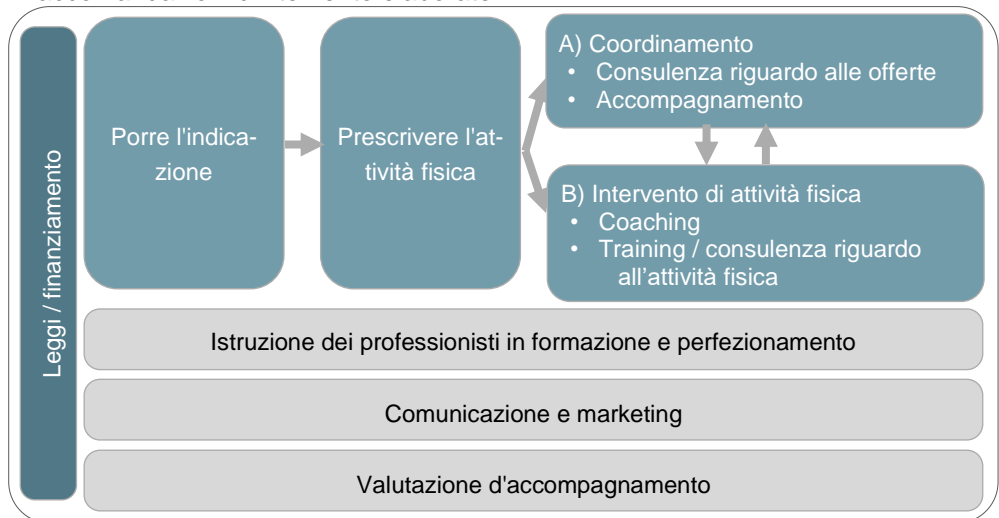 Leggi / finanziamento
Porre l'indica-
zione
Prescrivere l'at-
tività fisica
A) Coordinamento
• Consulenza riguardo alle offerte
• Accompagnamento
B) Intervento di attività fisica
• Coaching
• Training / consulenza riguardo
all'attività fisica
Istruzione dei professionisti in formazione e perfezionamento
Comunicazione e marketing
Valutazione d'accompagnamento